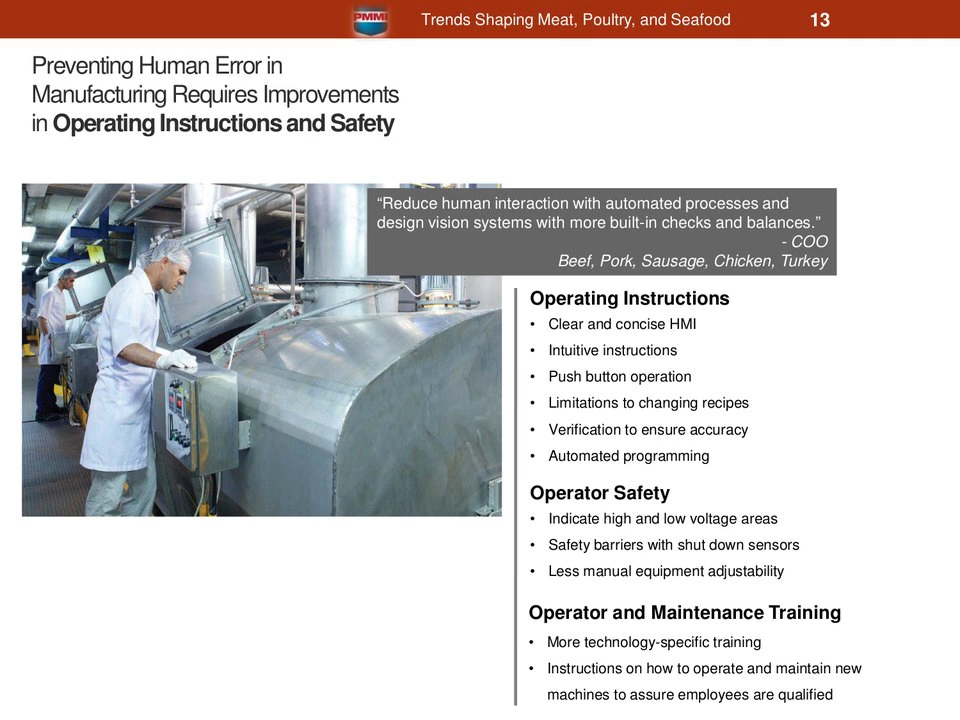 PMMI
Trends Shaping Meat, Poultry, and Seafood
13
Preventing Human Error in
Manufacturing Requires Improvements
in Operating Instructions and Safety
“Reduce human interaction with automated processes and
design vision systems with more built-in checks and balances.”
- COO
Beef, Pork, Sausage, Chicken, Turkey
Operating Instructions
• Clear and concise HMI
• Intuitive instructions
• Push button operation
• Limitations to changing recipes
• Verification to ensure accuracy
• Automated programming
Operator Safety
• Indicate high and low voltage areas
• Safety barriers with shut down sensors
• Less manual equipment adjustability
Operator and Maintenance Training
• More technology-specific training
• Instructions on how to operate and maintain new
machines to assure employees are qualified